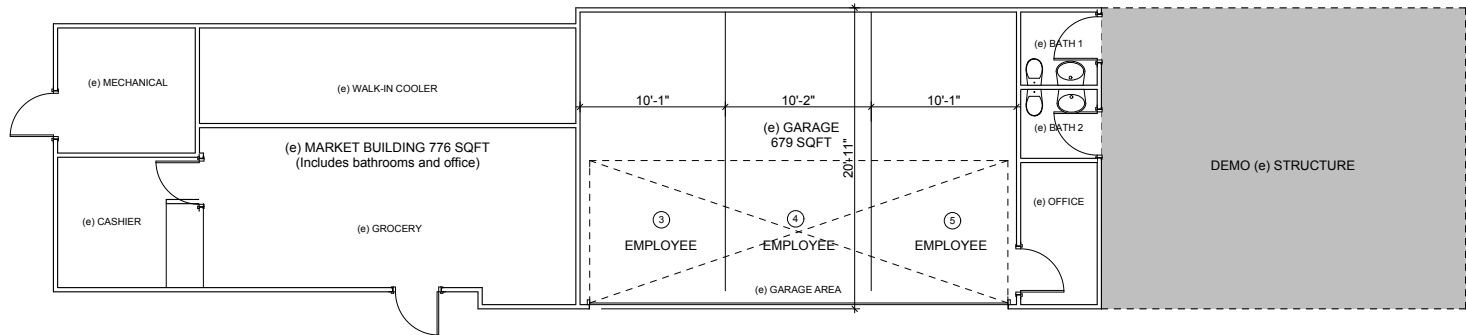 (e) MECHANICAL
(e) WALK-IN COOLER
(e) MARKET BUILDING 776 SQFT
(Includes bathrooms and office)
(e) CASHIER
(e) GROCERY
10'-1"
10'-2"
10'-1"
(e) GARAGE
679 SQFT
20'-11"
3
EMPLOYEE
4
EMPLOYEE
5
EMPLOYEE
(e) GARAGE AREA
(e) BATH 1
(e) BATH 2
(e) OFFICE
DEMO (e) STRUCTURE